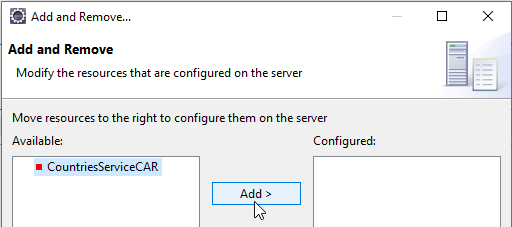 Add and Remove...
Add and Remove
Modify the resources that are configured on the server
Move resources to the right to configure them on the server
Available:
Configured:
CountriesServiceCAR
Add >